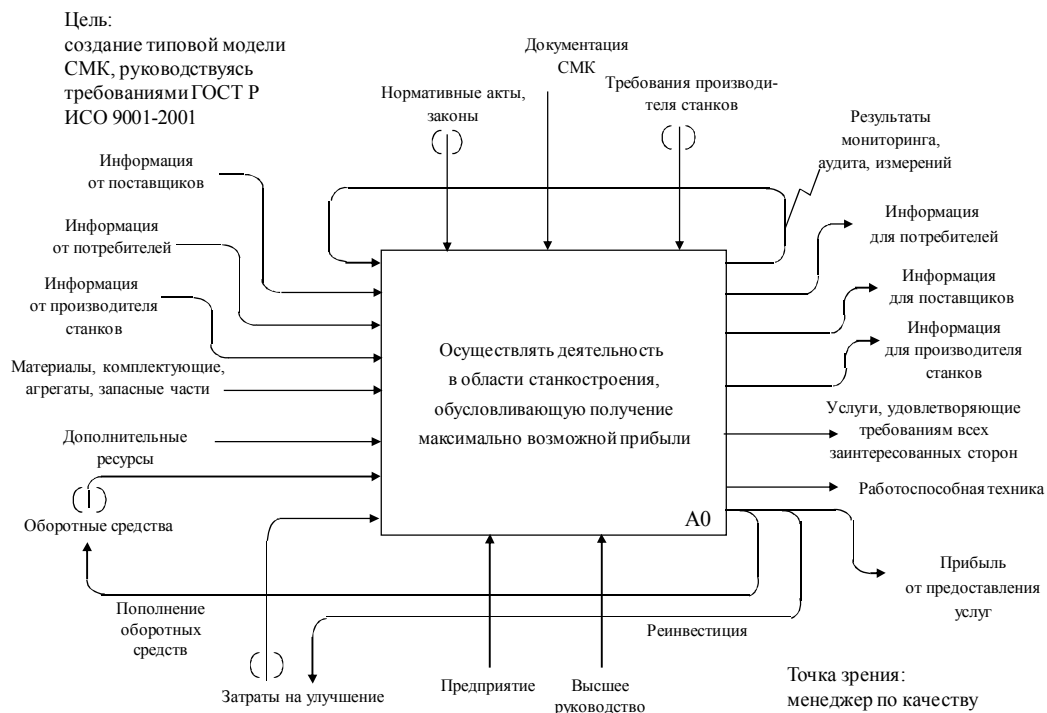 Цель:
создание типовой модели
СМК, руководствуясь
требованиями ГОСТ Р
ИСО 9001-2001
Документация
СМК
Нормативные акты,
законы
Требования производи-
теля станков
Результаты
мониторинга,
аудита, измерений
Информация
от поставщиков
Информация
от потребителей
Информация
от производителя
станков
Материалы, комплектующие,
агрегаты, запасные части
Дополнительные
ресурсы
Оборотные средства
Осуществлять деятельность
в области станкостроения,
обусловливающую получение
максимально возможной прибыли
А0
Информация
для потребителей
Информация
для поставщиков
Информация
для производителя
станков
Услуги, удовлетворяющие
требованиям всех
заинтересованных сторон
Работоспособная техника
Прибыль
от предоставления
услуг
Пополнение
оборотных
средств
Реинвестиция
Затраты на улучшение
Предприятие
Высшее
руководство
Точка зрения:
менеджер по качеству